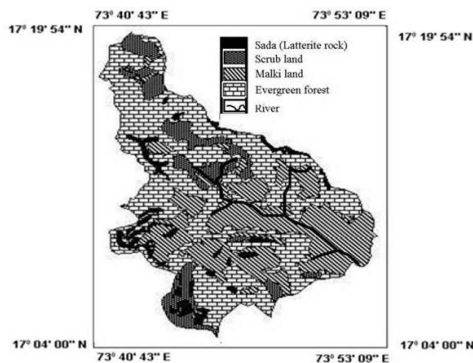 73° 40' 43" E 73° 53' 09" E
17° 19' 54" N 17° 19' 54" N
Sada (Latterite rock)
Scrub land
Malki land
Evergreen forest
River
17° 04' 00" N 17° 04' 00" N
73° 40' 43" E 73° 53' 09" E